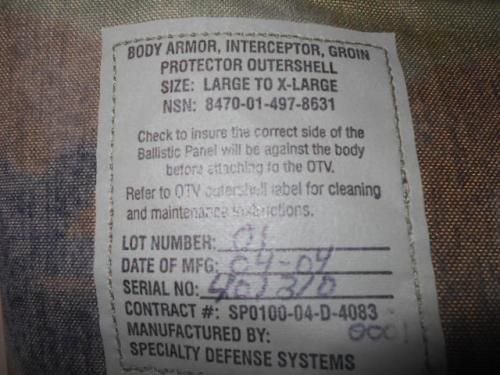 BODY ARMOR, INTERCEPTOR, GROIN
PROTECTOR OUTERSHELL
SIZE: LARGE TO X-LARGE
NSN: 8470-01-497-8631
Check to insure the correct side of the
Ballistic Panel will be against the body
before attaching to the OTV.
Refer to OTV outershell label for cleaning
and maintenance instructions.
LOT NUMBER: 01
DATE OF MFG: 04-04
SERIAL NO: 401310
CONTRACT #: SP0100-04-D-4083
MANUFACTURED BY: 0001
SPECIALTY DEFENSE SYSTEMS